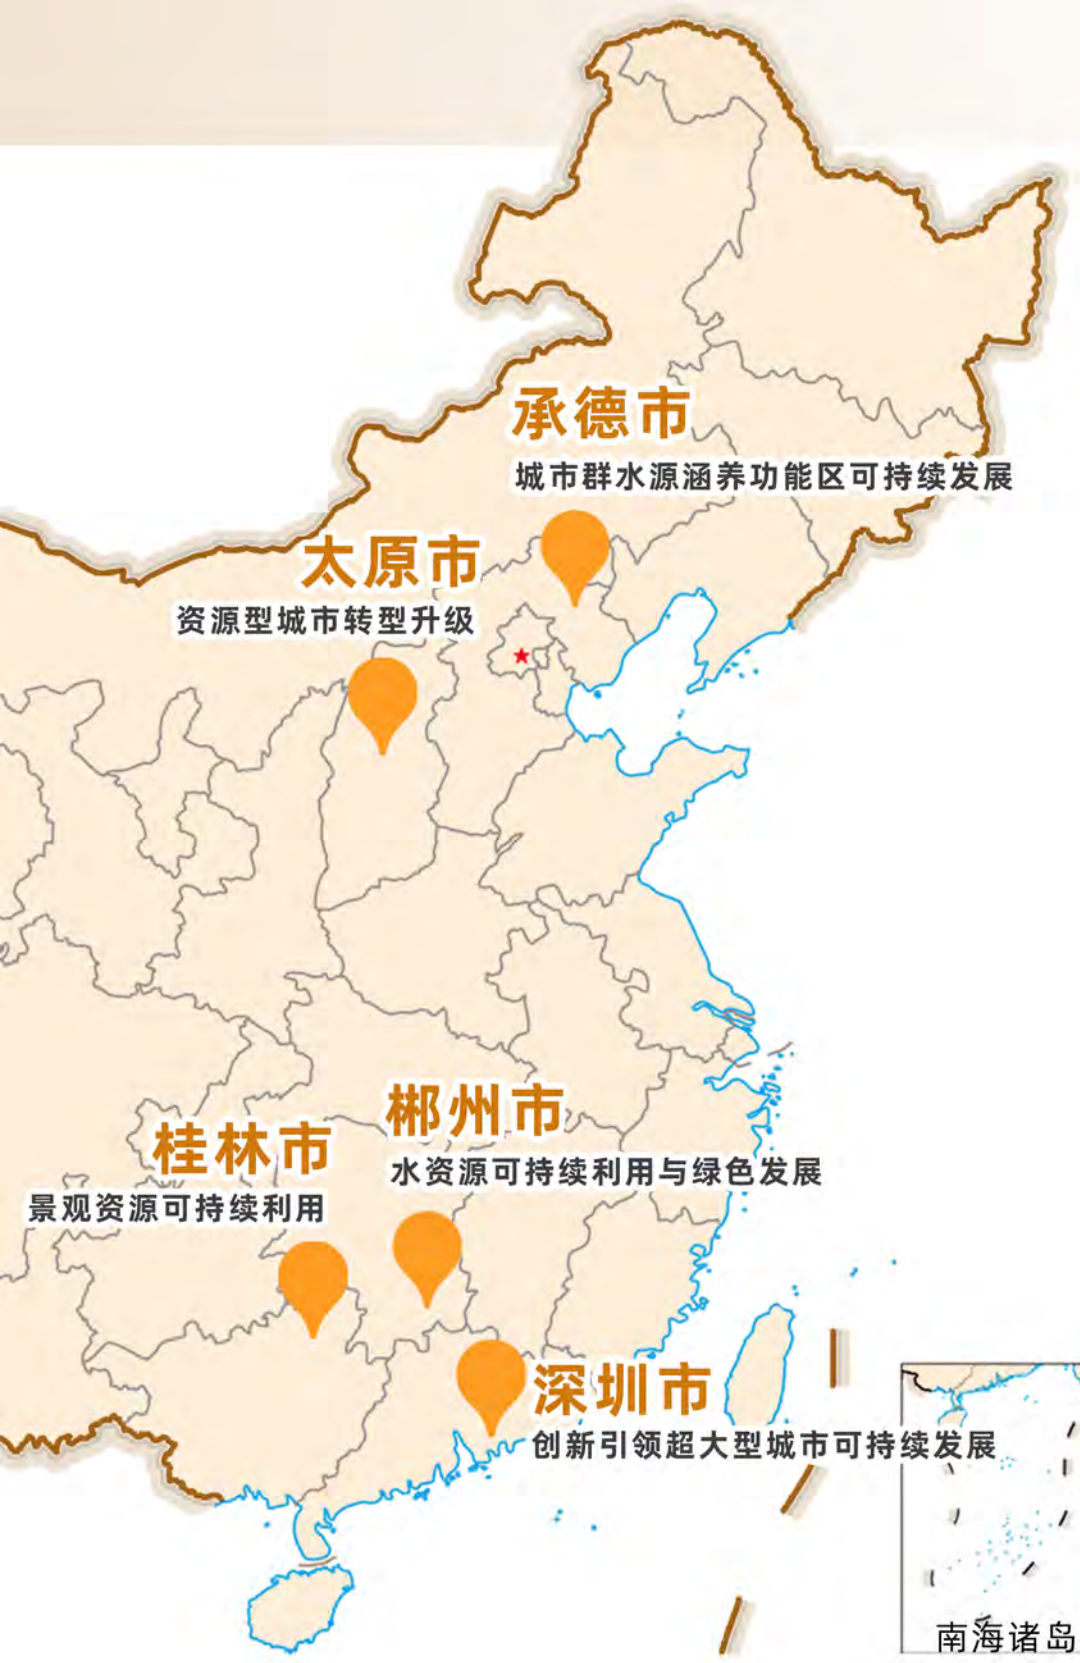 承德市
城市群水源涵养功能区可持续发展
太原市
资源型城市转型升级
郴州市
水资源可持续利用与绿色发展
桂林市
景观资源可持续利用
深圳市
创新引领超大型城市可持续发展
南海诸岛